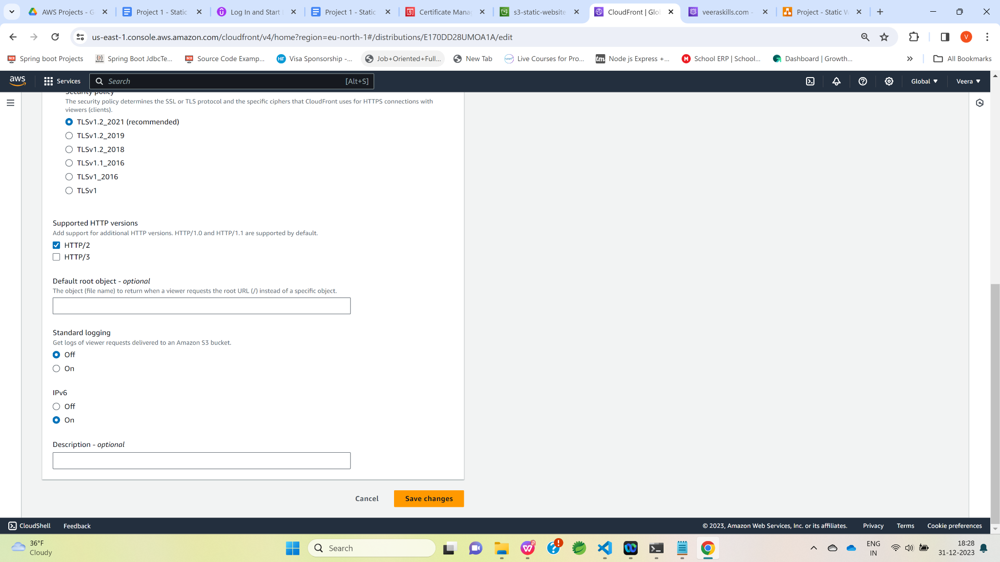 AWS Projects - G
Project 1 - Static
Log In and Start
Project 1 - Static
Certificate Manag
s3-static-website
CloudFront | Glo
veeraskills.com -
Project - Static W
us-east-1.console.aws.amazon.com/cloudfront/v4/home?region=eu-north-1#/distributions/E170DD28UMOA1A/edit
V
Spring boot Projects
Spring Boot JdbcTe...
Source Code Examp...
Visa Sponsorship -...
Job+Oriented+Full...
New Tab
Live Courses for Pro...
Node js Express +...
School ERP | School...
Dashboard | Growth...
All Bookmarks
aws
Services
Search
[Alt+S]
Global
Veera
Security policy
The security policy determines the SSL or TLS protocol and the specific ciphers that CloudFront uses for HTTPS connections with
viewers (clients).
TLSv1.2_2021 (recommended)
TLSv1.2_2019
TLSv1.2_2018
TLSv1.1_2016
TLSv1_2016
TLSv1
Supported HTTP versions
Add support for additional HTTP versions. HTTP/1.0 and HTTP/1.1 are supported by default.
HTTP/2
HTTP/3
Default root object - optional
The object (file name) to return when a viewer requests the root URL (/) instead of a specific object.
Standard logging
Get logs of viewer requests delivered to an Amazon S3 bucket.
Off
On
IPv6
Off
On
Description - optional
Cancel
Save changes
CloudShell
Feedback
© 2023, Amazon Web Services, Inc. or its affiliates.
Privacy
Terms
Cookie preferences
36°F
Cloudy
Search
ENG
IN
18:28
31-12-2023